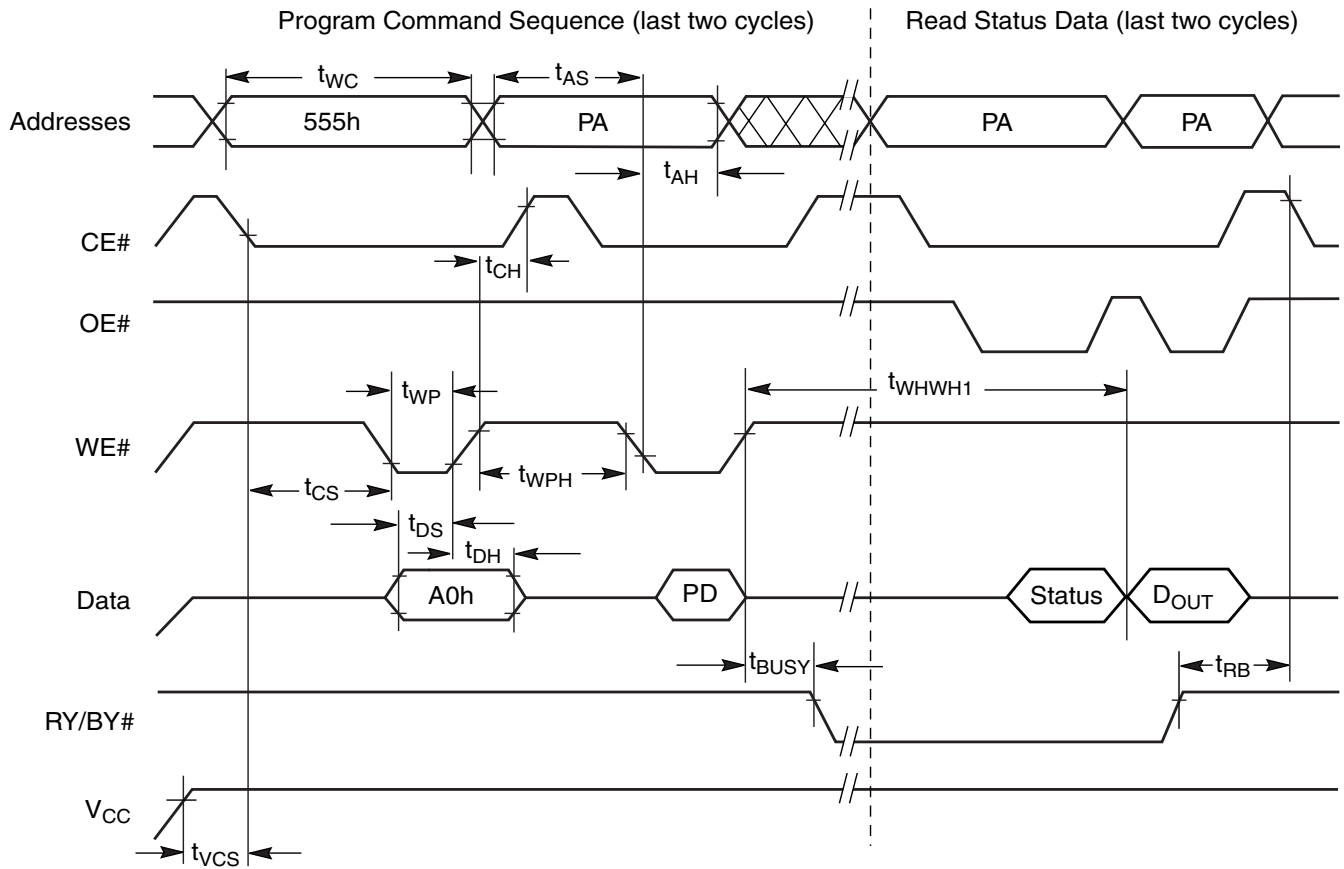 Program Command Sequence (last two cycles) Read Status Data (last two cycles)
tWC tAS
Addresses 555h PA PA PA
tAH
CE#
tCH
OE#
tWP tWHWH1
WE#
tCS tWPH
tDS
tDH
Data A0h PD Status DOUT
tBUSY tRB
RY/BY#
VCC
tVCS